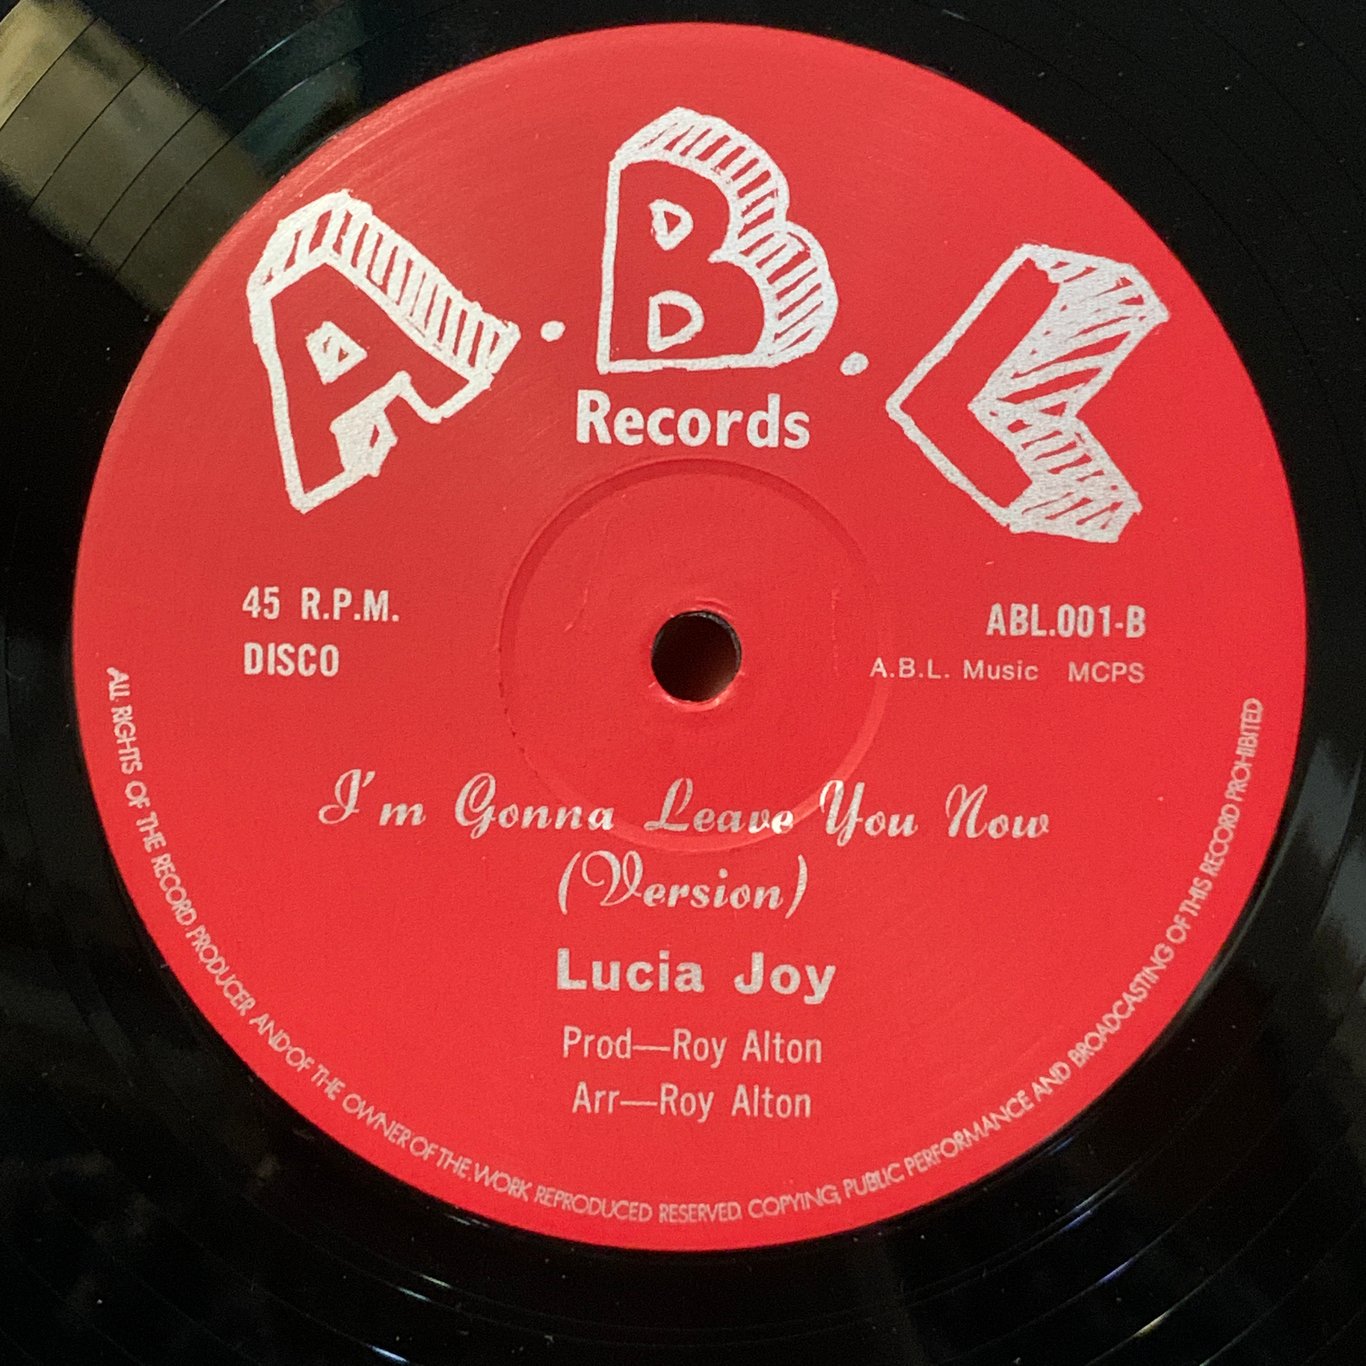 A.B.L
Records
45 R.P.M.
DISCO
ABL.001-B
A.B.L. Music MCPS
I'm Gonna Leave You Now
(Version)
Lucia Joy
Prod—Roy Alton
Arr—Roy Alton
ALL RIGHTS OF THE RECORD PRODUCER AND OF THE OWNER OF THE WORK REPRODUCED RESERVED. COPYING, PUBLIC PERFORMANCE AND BROADCASTING OF THIS RECORD PROHIBITED